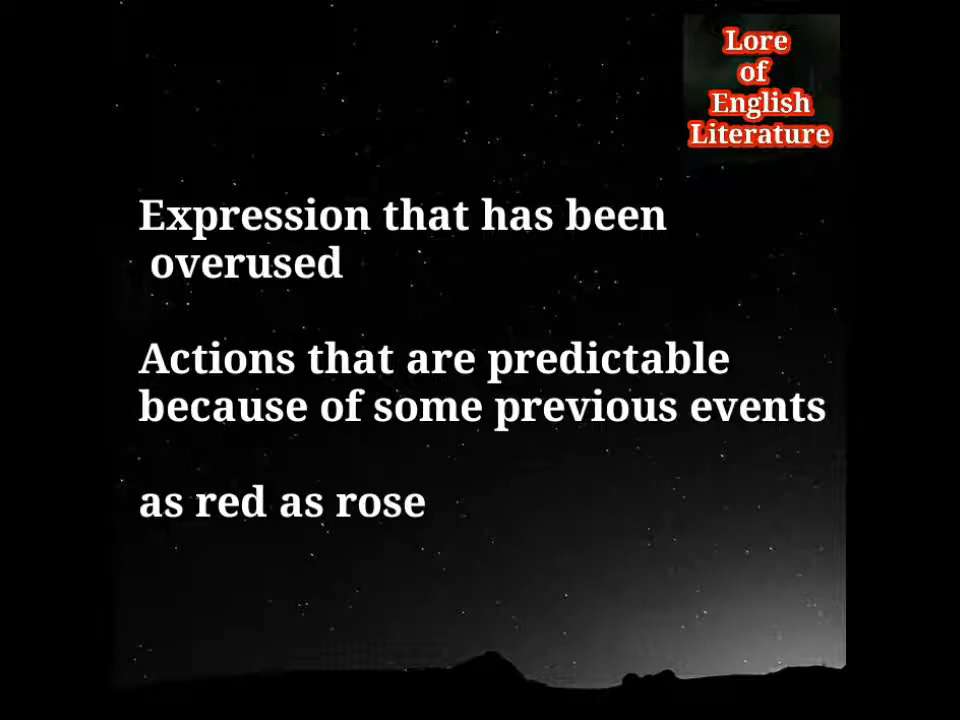 Lore
of
English
Literature
Expression that has been
overused
Actions that are predictable
because of some previous events
as red as rose